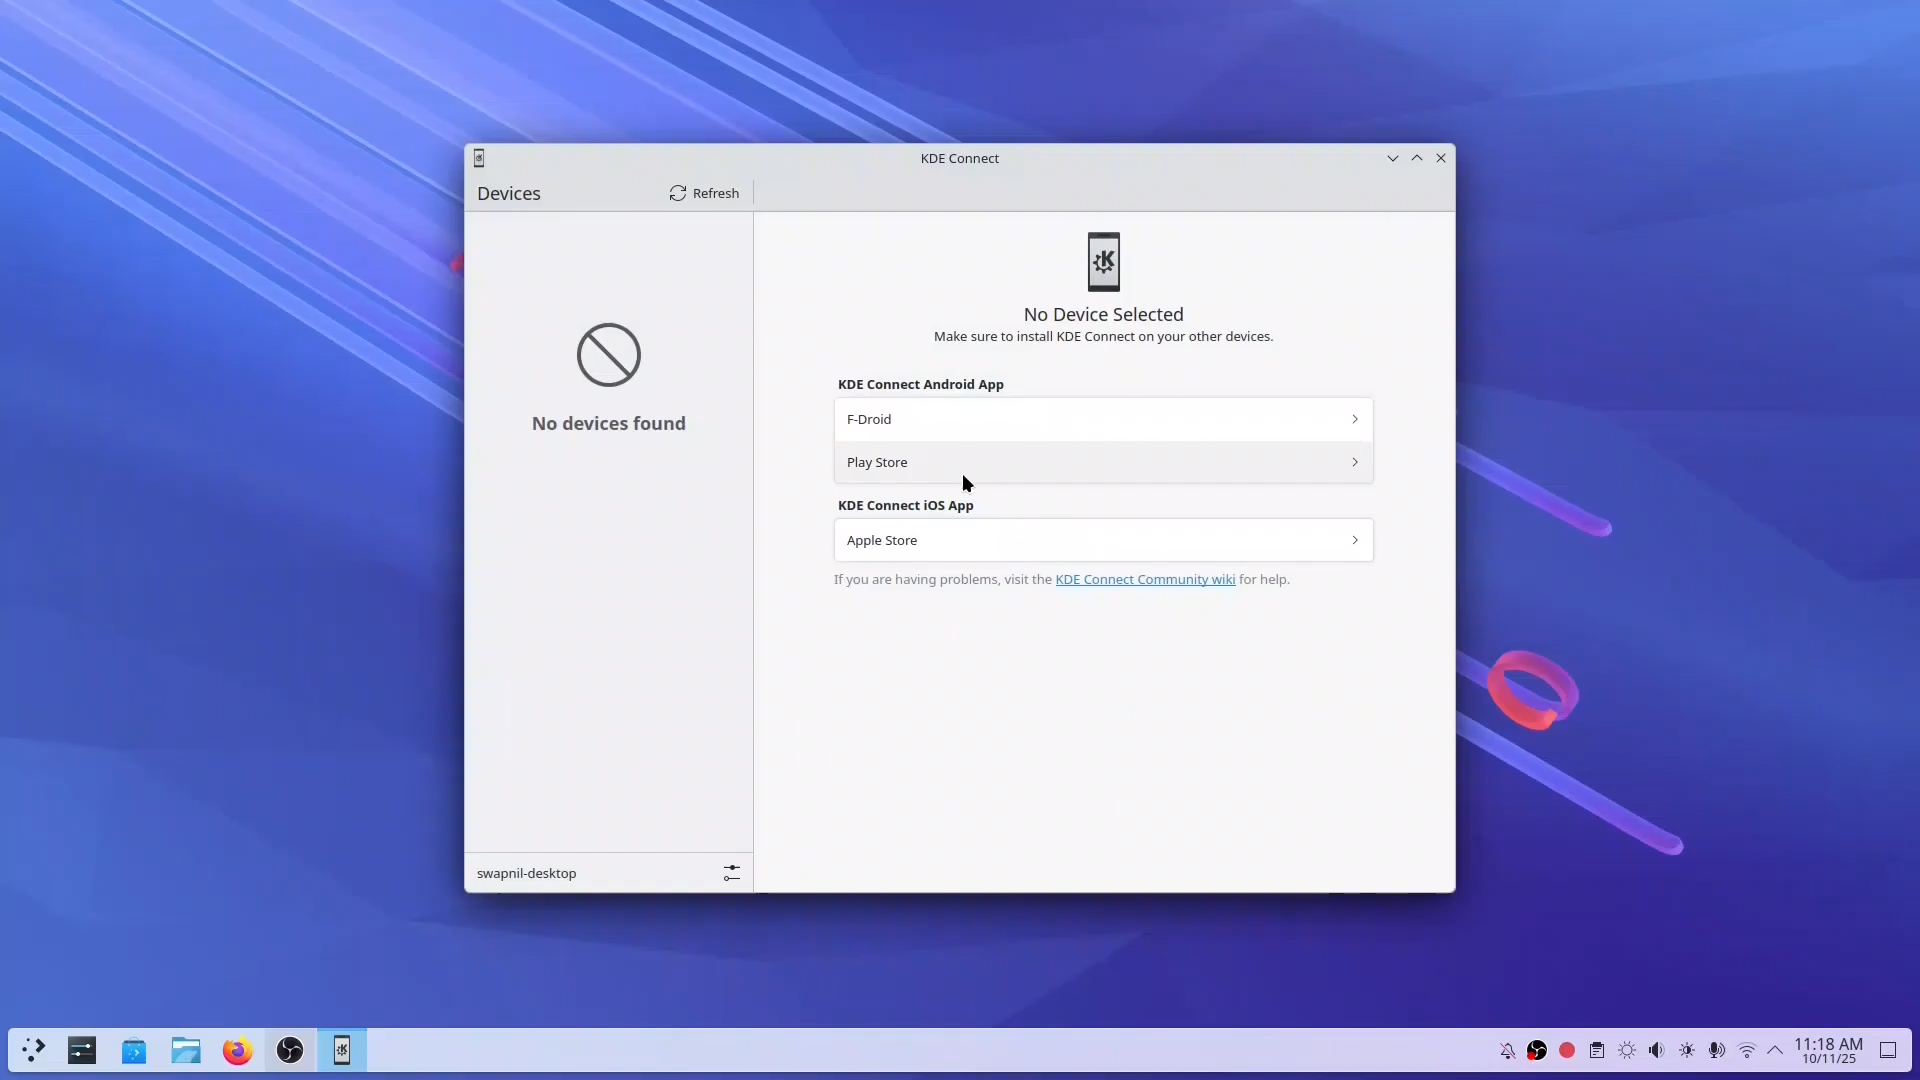 KDE Connect
Devices
Refresh
No devices found
No Device Selected
Make sure to install KDE Connect on your other devices.
KDE Connect Android App
F-Droid
Play Store
KDE Connect iOS App
Apple Store
If you are having problems, visit the KDE Connect Community wiki for help.
swapnil-desktop
11:18 AM
10/11/25